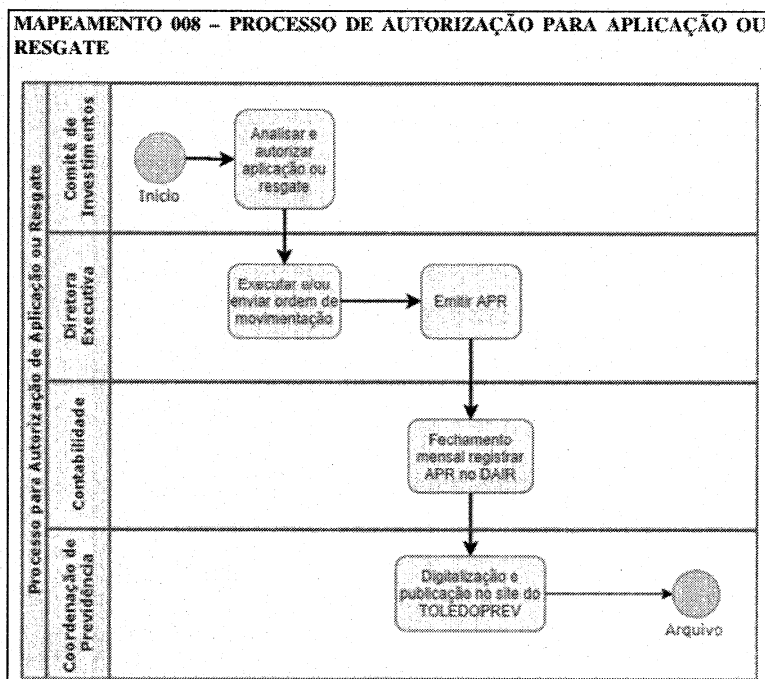 MAPEAMENTO 008 – PROCESSO DE AUTORIZAÇÃO PARA APLICAÇÃO OU
RESGATE
Processo para Autorização de Aplicação ou Resgate
Comitê de
Investimentos
Início
Analisar e
autorizar
aplicação ou
resgate
Diretora
Executiva
Executar e/ou
enviar ordem de
movimentação
Emitir APR
Contabilidade
Fechamento
mensal registrar
APR no DAIR
Coordenação de
Previdência
Digitalização e
publicação no site do
TOLEDOPREV
Arquivo